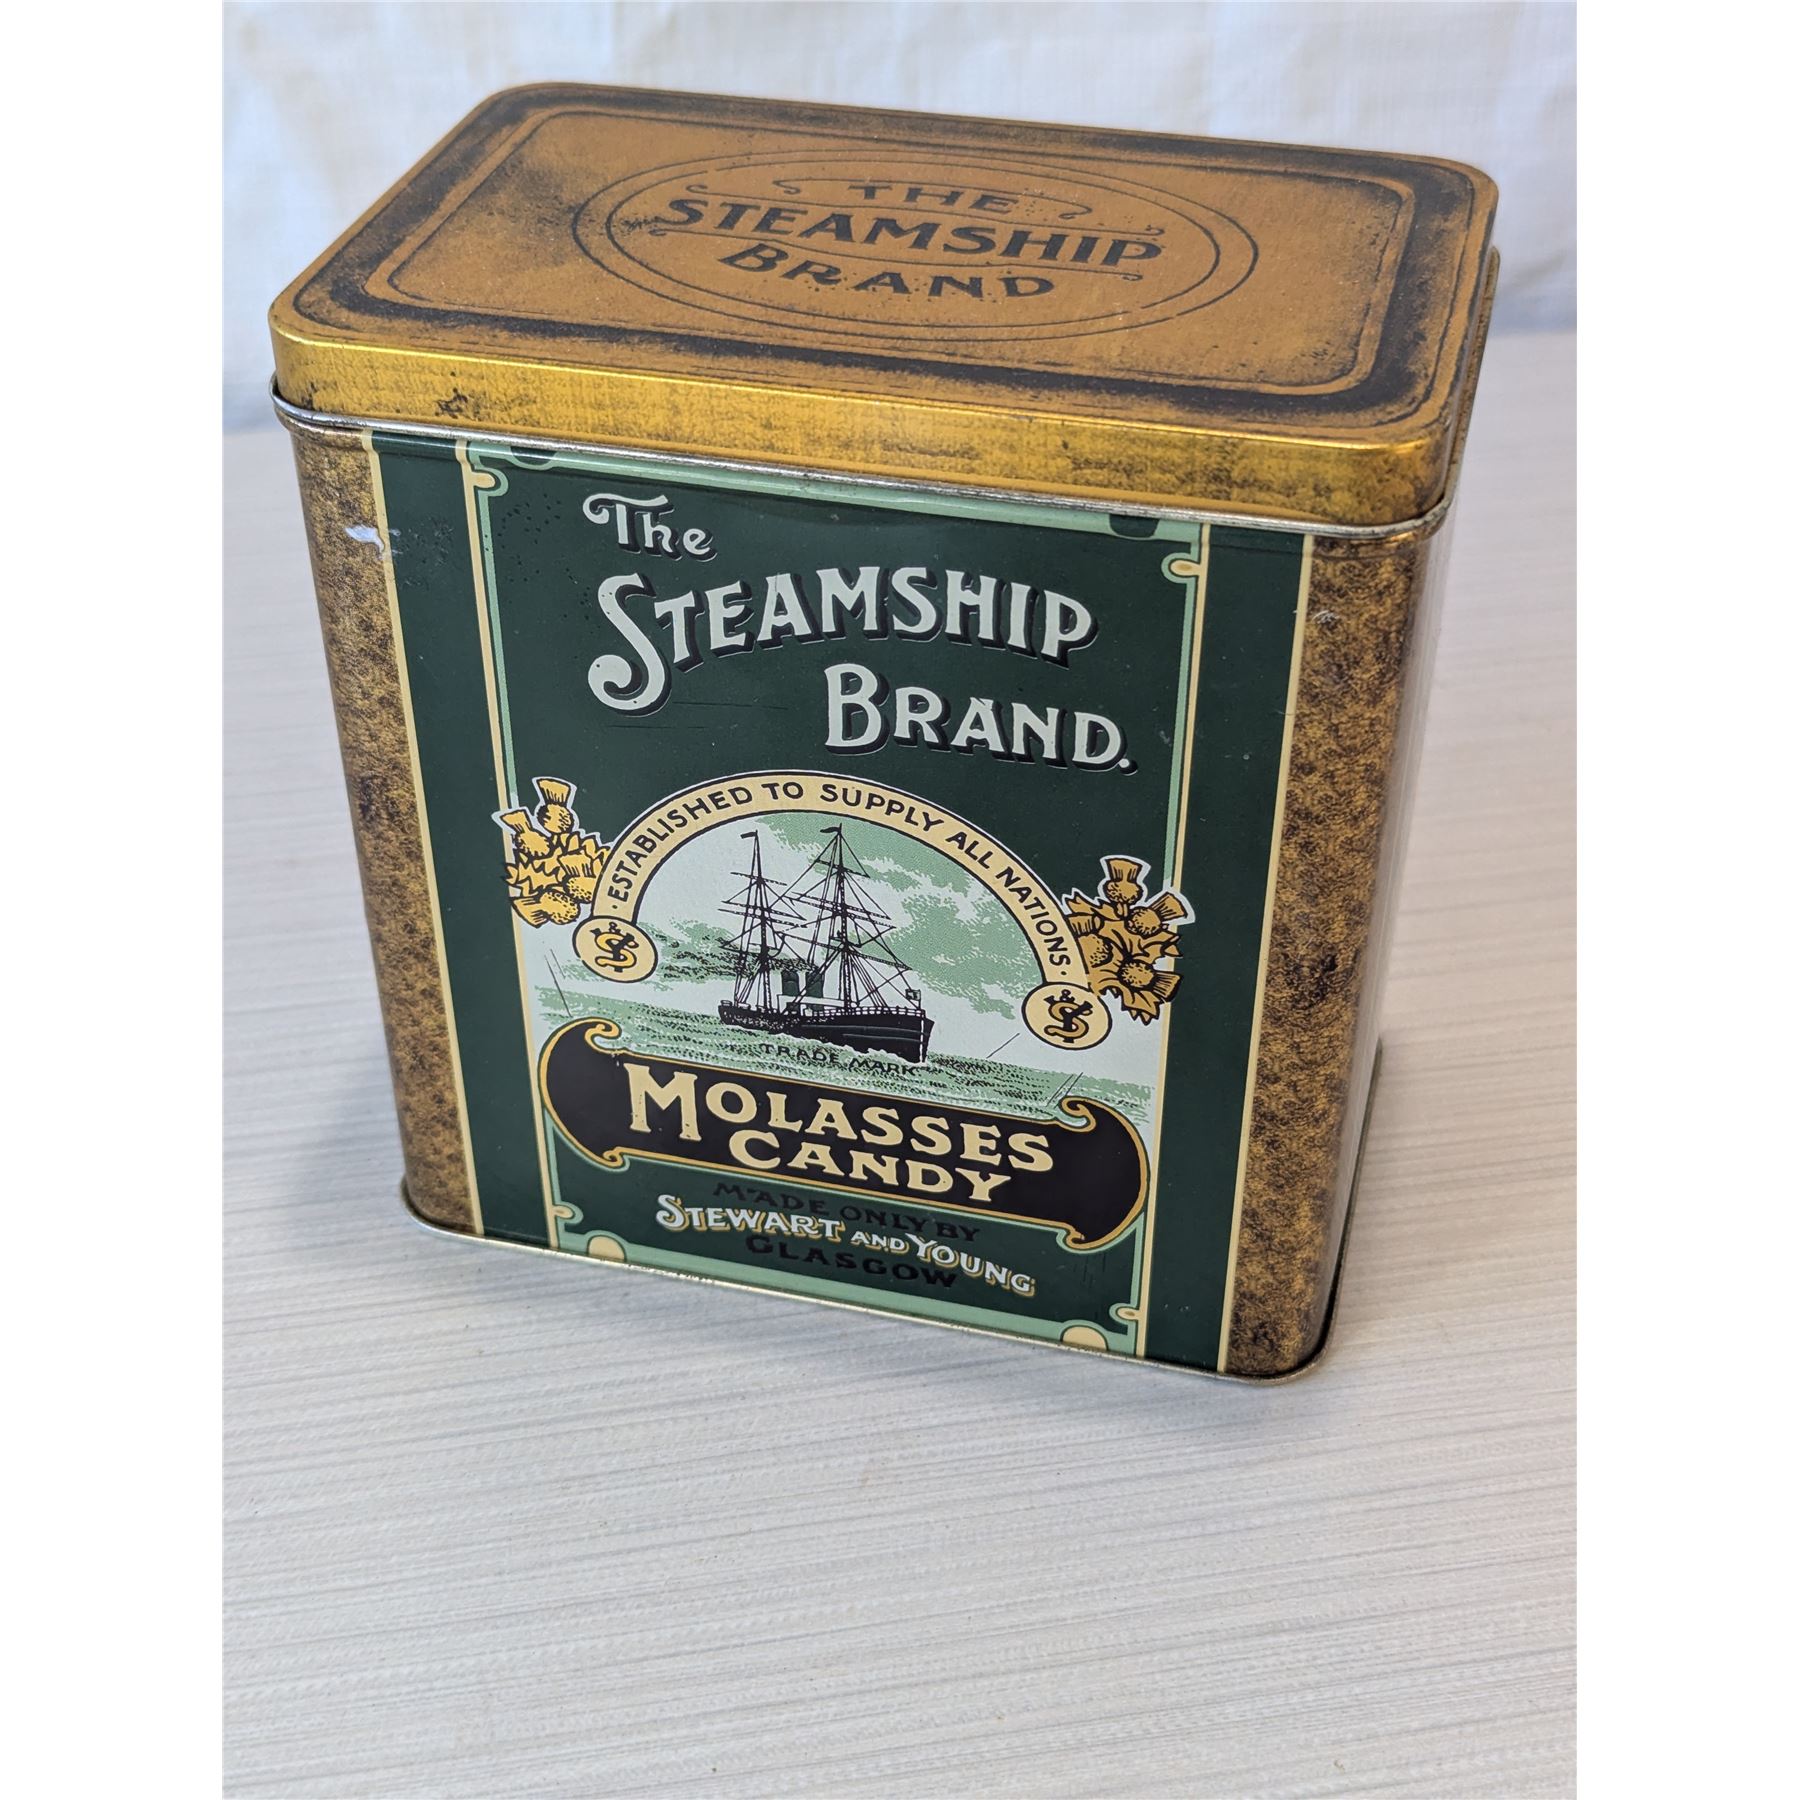 THE
STEAMSHIP
BRAND
The
STEAMSHIP
BRAND.
·ESTABLISHED TO SUPPLY ALL NATIONS·
TRADE MARK
MOLASSES
CANDY
MADE ONLY BY
STEWART AND YOUNG
GLASGOW